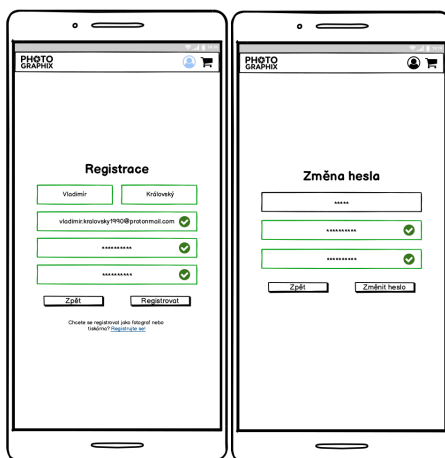 PHOTO
GRAPHIX
Registrace
Vladimír
Královský
vladimir.kralovsky1990@protonmail.com
**********
**********
Zpět
Registrovat
Chcete se registrovat jako fotograf nebo
tiskárna? Registrujte se!
PHOTO
GRAPHIX
Změna hesla
*****
**********
**********
Zpět
Změnit heslo